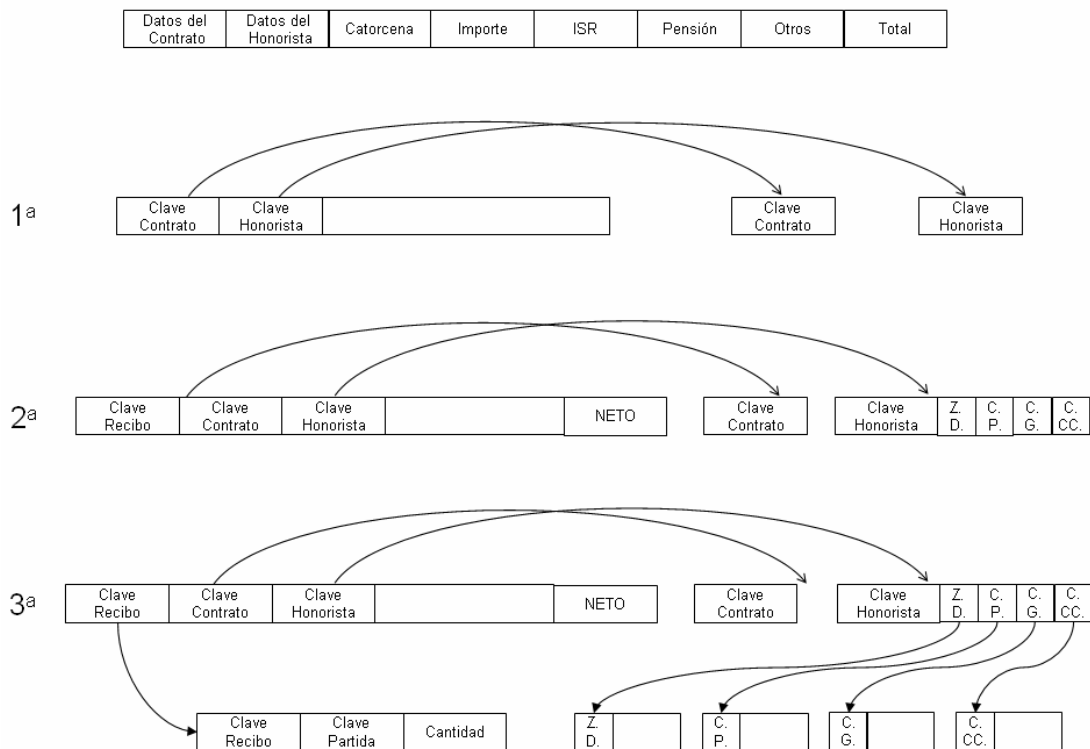 Datos del
Contrato
Datos del
Honorista
Catorcena
Importe
ISR
Pensión
Otros
Total
1ª
Clave
Contrato
Clave
Honorista
Clave
Contrato
Clave
Honorista
2ª
Clave
Recibo
Clave
Contrato
Clave
Honorista
NETO
Clave
Contrato
Clave
Honorista
Z.
D.
C.
P.
C.
G.
C.
CC.
3ª
Clave
Recibo
Clave
Contrato
Clave
Honorista
NETO
Clave
Contrato
Clave
Honorista
Z.
D.
C.
P.
C.
G.
C.
CC.
Clave
Recibo
Clave
Partida
Cantidad
Z.
D.
C.
P.
C.
G.
C.
CC.